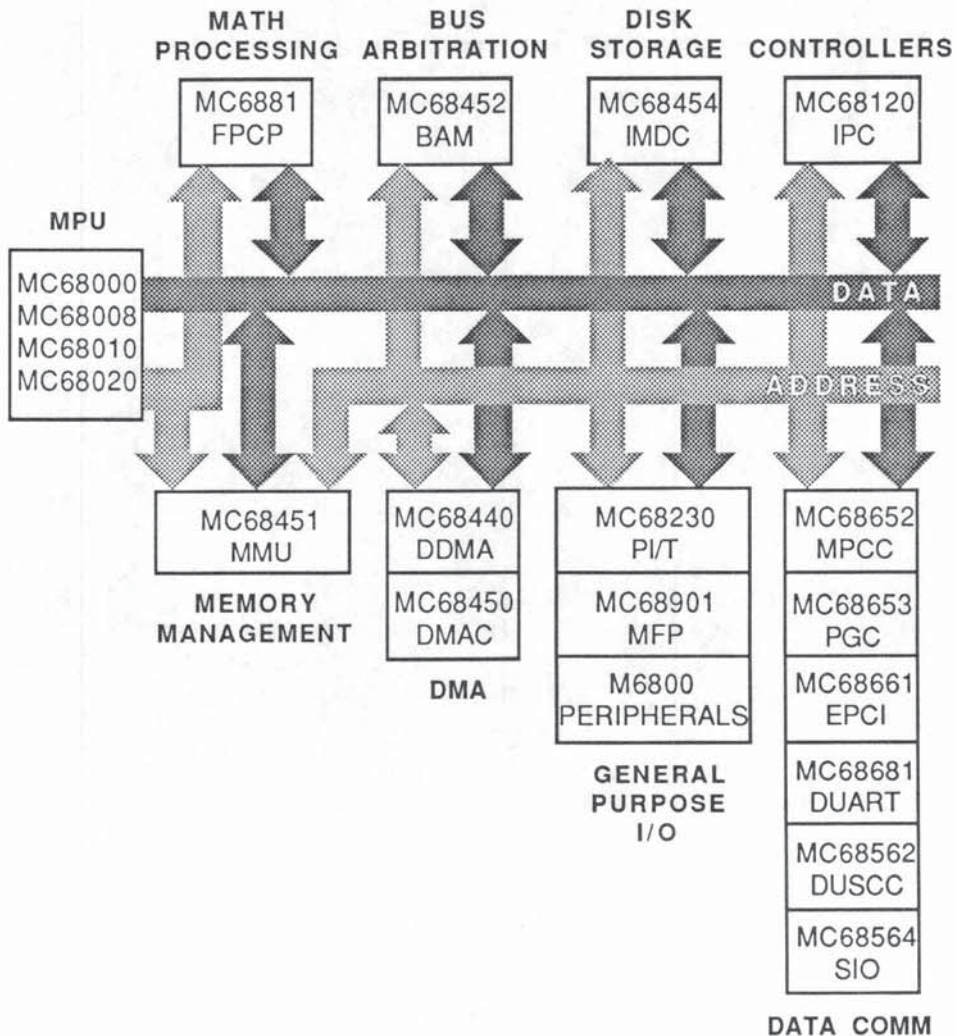 MATH
PROCESSING
BUS
ARBITRATION
DISK
STORAGE
CONTROLLERS
MC6881
FPCP
MC68452
BAM
MC68454
IMDC
MC68120
IPC
MPU
MC68000
MC68008
MC68010
MC68020
DATA
ADDRESS
MC68451
MMU
MEMORY
MANAGEMENT
MC68440
DDMA
MC68450
DMAC
DMA
MC68230
PI/T
MC68901
MFP
M6800
PERIPHERALS
GENERAL
PURPOSE
I/O
MC68652
MPCC
MC68653
PGC
MC68661
EPCI
MC68681
DUART
MC68562
DUSCC
MC68564
SIO
DATA COMM